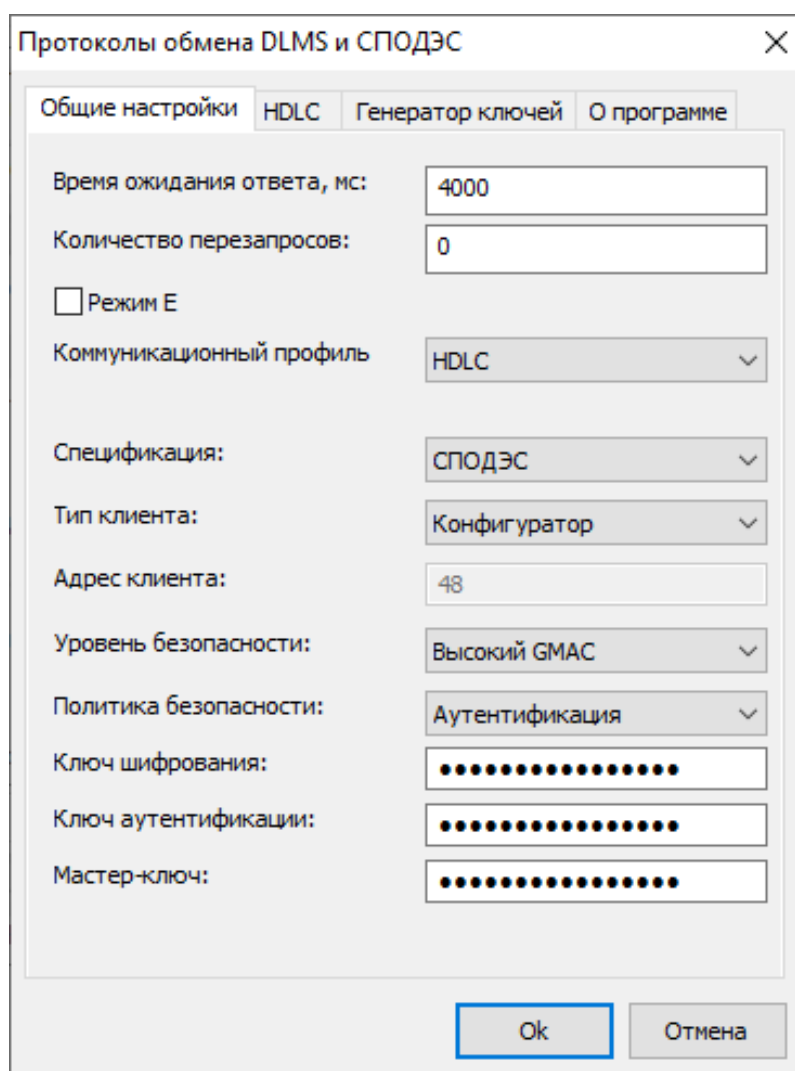 Протоколы обмена DLMS и СПОДЭС
Общие настройки HDLC Генератор ключей О программе
Время ожидания ответа, мс: 4000
Количество перезапросов: 0
Режим E
Коммуникационный профиль HDLC
Спецификация: СПОДЭС
Тип клиента: Конфигуратор
Адрес клиента: 48
Уровень безопасности: Высокий GMAC
Политика безопасности: Аутентификация
Ключ шифрования: ●●●●●●●●●●●●●●●●
Ключ аутентификации: ●●●●●●●●●●●●●●●●
Мастер-ключ: ●●●●●●●●●●●●●●●●
Ok Отмена